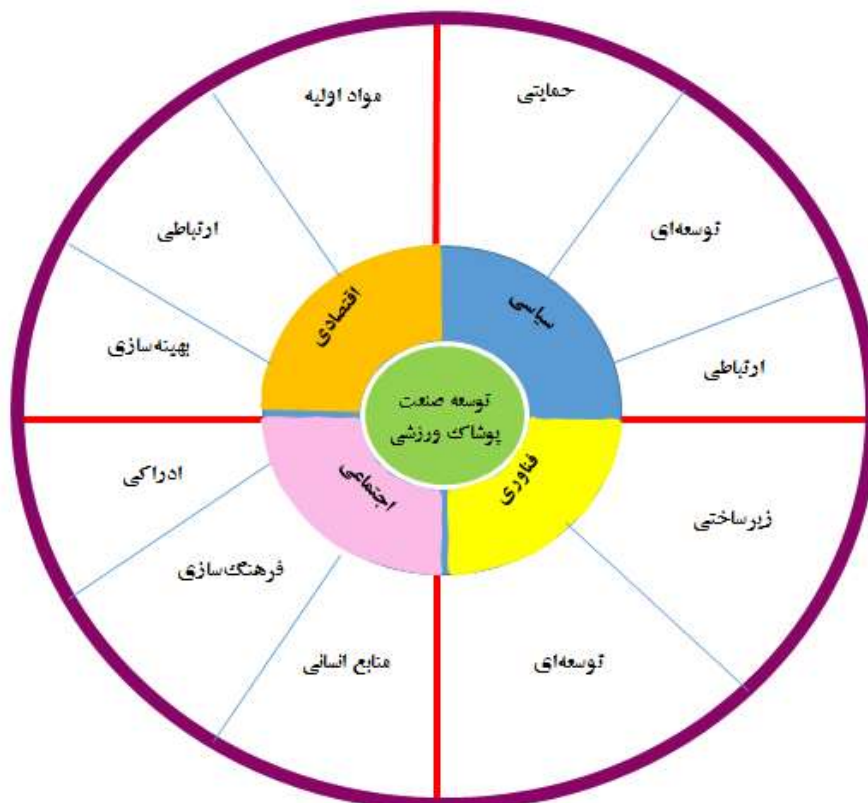 حمایتی
مواد اولیه
توسعه‌ای
ارتباطی
سیاسی
اقتصادی
ارتباطی
بهینه‌سازی
توسعه صنعت
پوشاک ورزشی
ادراکی
اجتماعی
فناوری
زیرساختی
فرهنگ‌سازی
منابع انسانی
توسعه‌ای